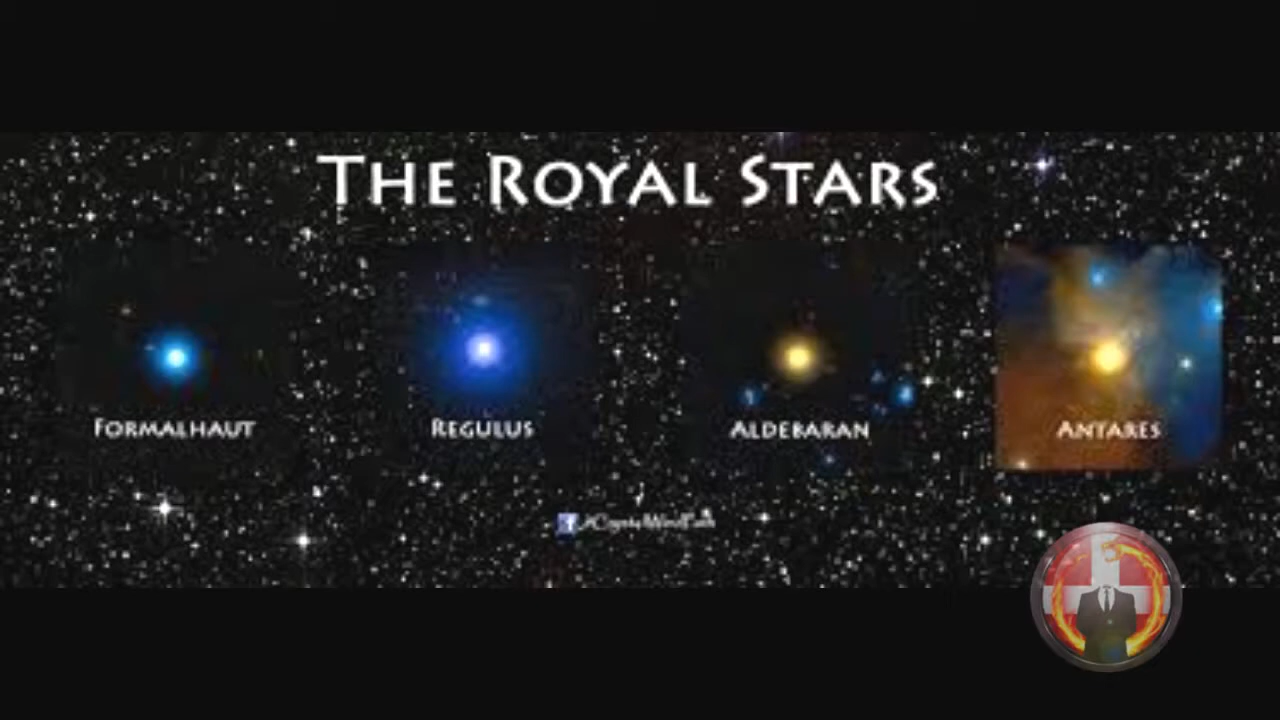 THE ROYAL STARS
FORMALHAUT
REGULUS
ALDEBARAN
ANTARES